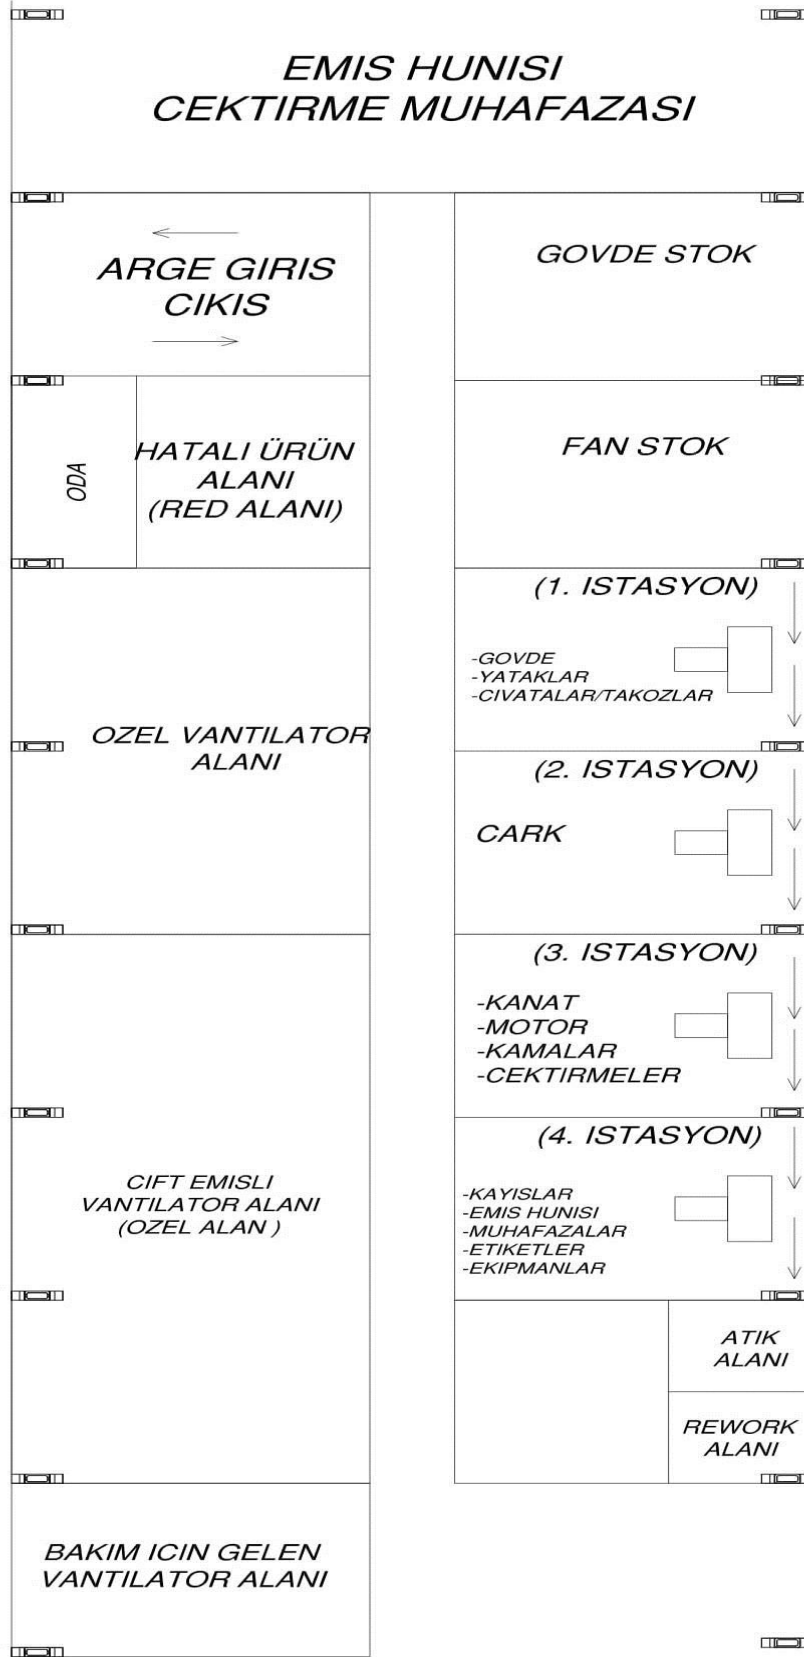 EMIS HUNISI
CEKTIRME MUHAFAZASI
ARGE GIRIS
CIKIS
GOVDE STOK
ODA
HATALI ÜRÜN
ALANI
(RED ALANI)
FAN STOK
OZEL VANTILATOR
ALANI
(1. ISTASYON)
-GOVDE
-YATAKLAR
-CIVATALAR/TAKOZLAR
(2. ISTASYON)
CARK
(3. ISTASYON)
-KANAT
-MOTOR
-KAMALAR
-CEKTIRMELER
CIFT EMISLI
VANTILATOR ALANI
(OZEL ALAN )
(4. ISTASYON)
-KAYISLAR
-EMIS HUNISI
-MUHAFAZALAR
-ETIKETLER
-EKIPMANLAR
ATIK
ALANI
REWORK
ALANI
BAKIM ICIN GELEN
VANTILATOR ALANI